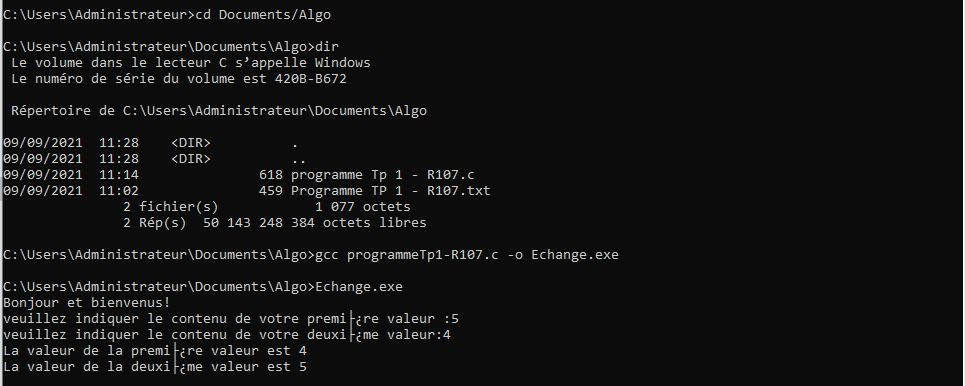 C:\Users\Administrateur>cd Documents/Algo
C:\Users\Administrateur\Documents\Algo>dir
 Le volume dans le lecteur C s’appelle Windows
 Le numéro de série du volume est 420B-B672
 Répertoire de C:\Users\Administrateur\Documents\Algo
09/09/2021  11:28    <DIR>          .
09/09/2021  11:28    <DIR>          ..
09/09/2021  11:14               618 programme Tp 1 - R107.c
09/09/2021  11:02               459 Programme TP 1 - R107.txt
               2 fichier(s)            1 077 octets
               2 Rép(s)  50 143 248 384 octets libres
C:\Users\Administrateur\Documents\Algo>gcc programmeTp1-R107.c -o Echange.exe
C:\Users\Administrateur\Documents\Algo>Echange.exe
Bonjour et bienvenus!
veuillez indiquer le contenu de votre premi├¿re valeur :5
veuillez indiquer le contenu de votre deuxi├¿me valeur:4
La valeur de la premi├¿re valeur est 4
La valeur de la deuxi├¿me valeur est 5